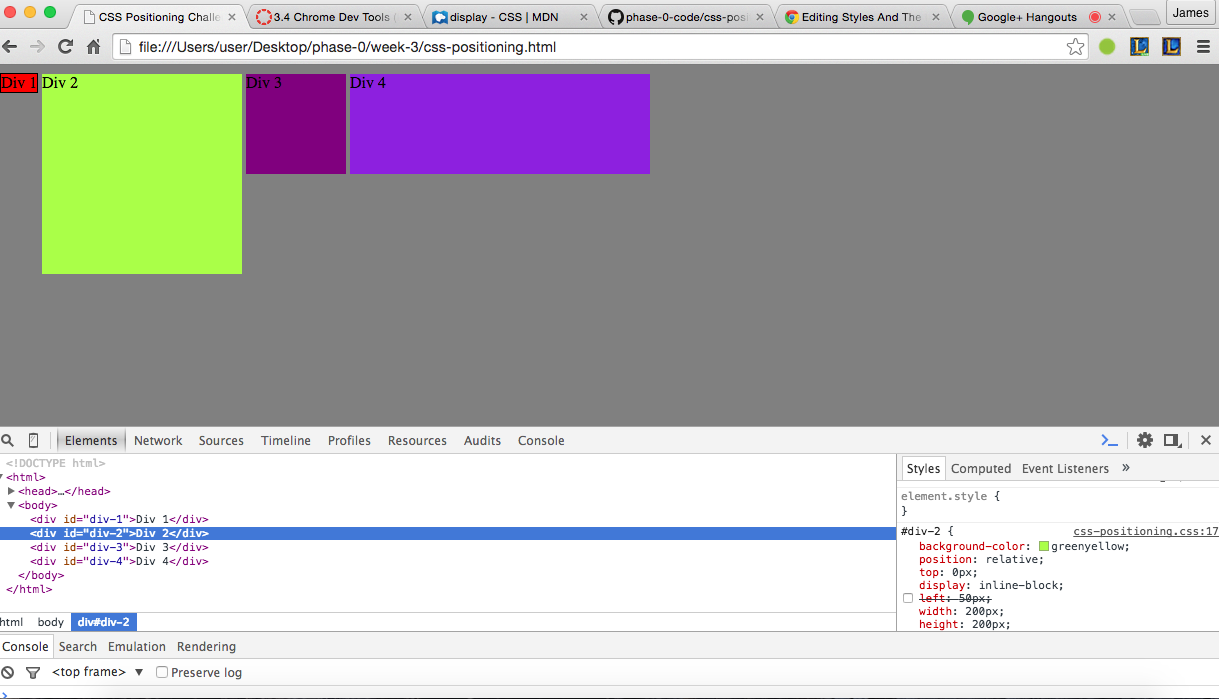 CSS Positioning Challe
3.4 Chrome Dev Tools (
display - CSS | MDN
phase-0-code/css-posi
Editing Styles And The
Google+ Hangouts
James
file:///Users/user/Desktop/phase-0/week-3/css-positioning.html
Div 1
Div 2
Div 3
Div 4
Elements Network Sources Timeline Profiles Resources Audits Console
<!DOCTYPE html>
<html>
<head>…</head>
<body>
<div id="div-1">Div 1</div>
<div id="div-2">Div 2</div>
<div id="div-3">Div 3</div>
<div id="div-4">Div 4</div>
</body>
</html>
html body div#div-2
Styles Computed Event Listeners »
element.style {
}
#div-2 { css-positioning.css:17
background-color: greenyellow;
position: relative;
top: 0px;
display: inline-block;
left: 50px;
width: 200px;
height: 200px;
Console Search Emulation Rendering
<top frame> ▼ Preserve log